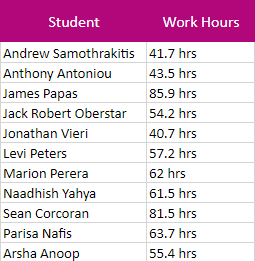 Student Work Hours
Andrew Samothrakitis 41.7 hrs
Anthony Antoniou 43.5 hrs
James Papas 85.9 hrs
Jack Robert Oberstar 54.2 hrs
Jonathan Vieri 40.7 hrs
Levi Peters 57.2 hrs
Marion Perera 62 hrs
Naadhish Yahya 61.5 hrs
Sean Corcoran 81.5 hrs
Parisa Nafis 63.7 hrs
Arsha Anoop 55.4 hrs